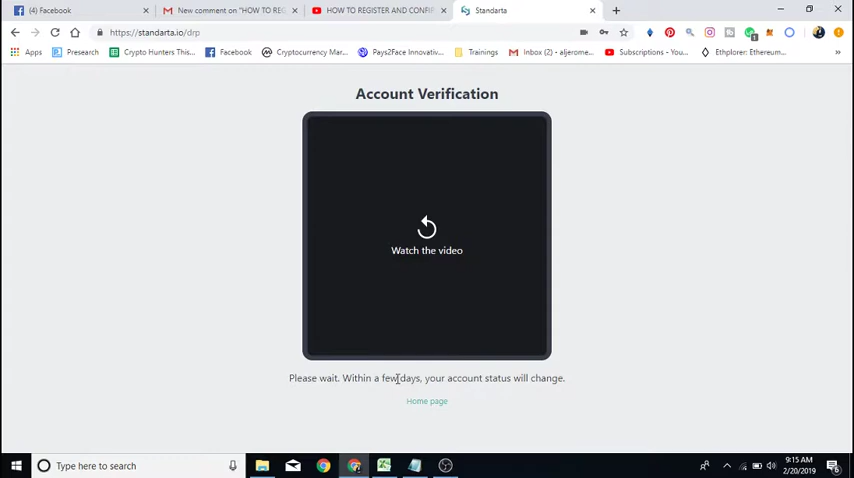 (4) Facebook
New comment on "HOW TO REG
HOW TO REGISTER AND CONFIR
Standarta
https://standarta.io/drp
Apps
Presearch
Crypto Hunters This...
Facebook
Cryptocurrency Mar...
Pays2Face Innovativ...
Trainings
Inbox (2) - aljerome...
Subscriptions - You...
Ethplorer: Ethereum...
Account Verification
Watch the video
Please wait. Within a few days, your account status will change.
Home page
Type here to search
9:15 AM
2/20/2019